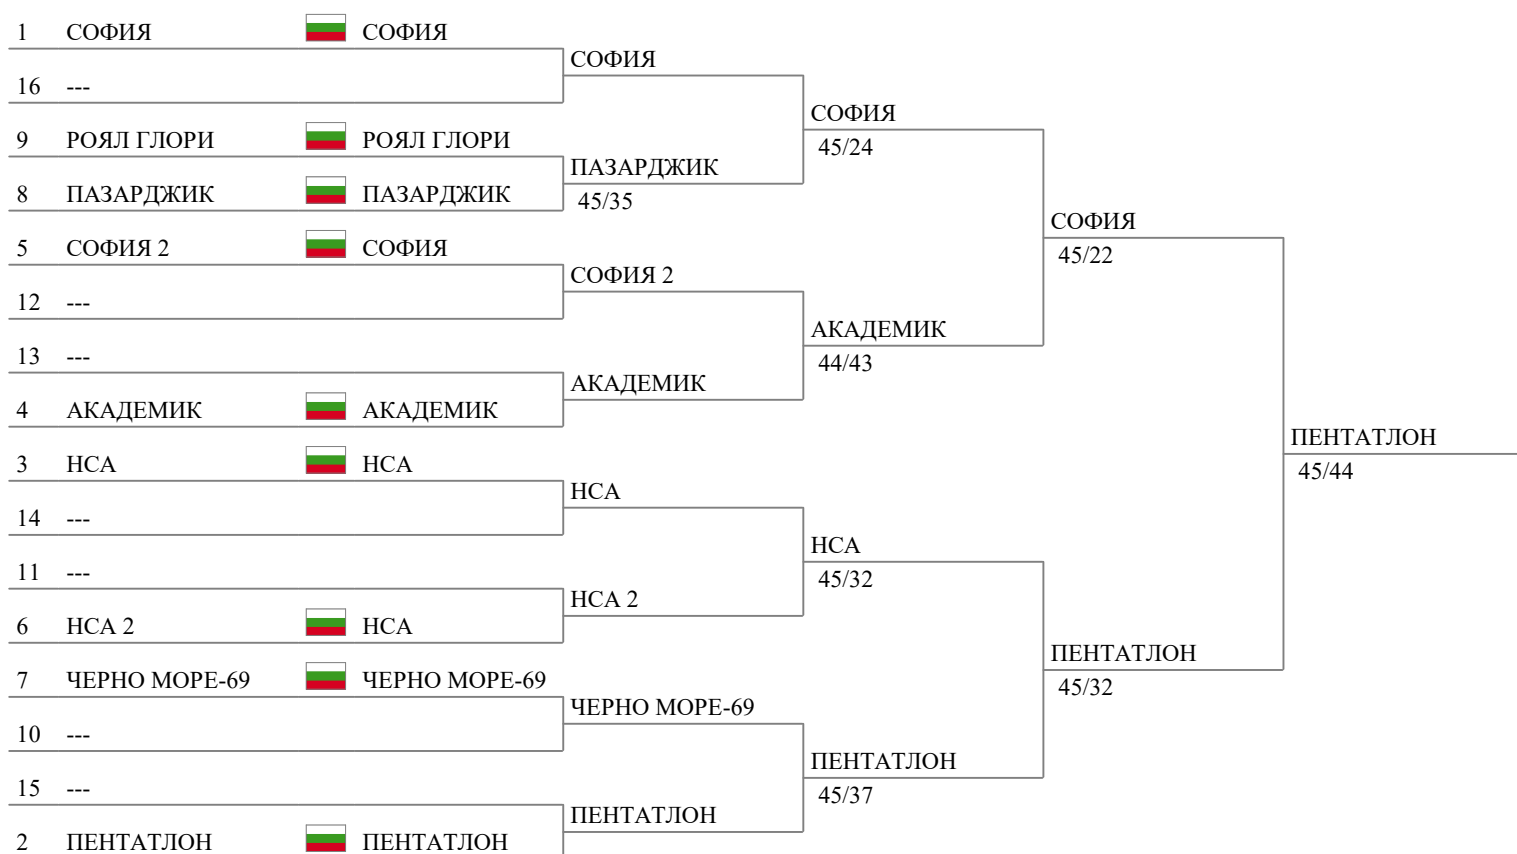 1 СОФИЯ СОФИЯ
СОФИЯ
16 ---
СОФИЯ
9 РОЯЛ ГЛОРИ РОЯЛ ГЛОРИ
45/24
ПАЗАРДЖИК
8 ПАЗАРДЖИК ПАЗАРДЖИК
45/35
СОФИЯ
5 СОФИЯ 2 СОФИЯ
45/22
СОФИЯ 2
12 ---
АКАДЕМИК
13 ---
44/43
АКАДЕМИК
4 АКАДЕМИК АКАДЕМИК
ПЕНТАТЛОН
3 НСА НСА
45/44
НСА
14 ---
НСА
11 ---
45/32
НСА 2
6 НСА 2 НСА
ПЕНТАТЛОН
7 ЧЕРНО МОРЕ-69 ЧЕРНО МОРЕ-69
45/32
ЧЕРНО МОРЕ-69
10 ---
ПЕНТАТЛОН
15 ---
45/37
ПЕНТАТЛОН
2 ПЕНТАТЛОН ПЕНТАТЛОН